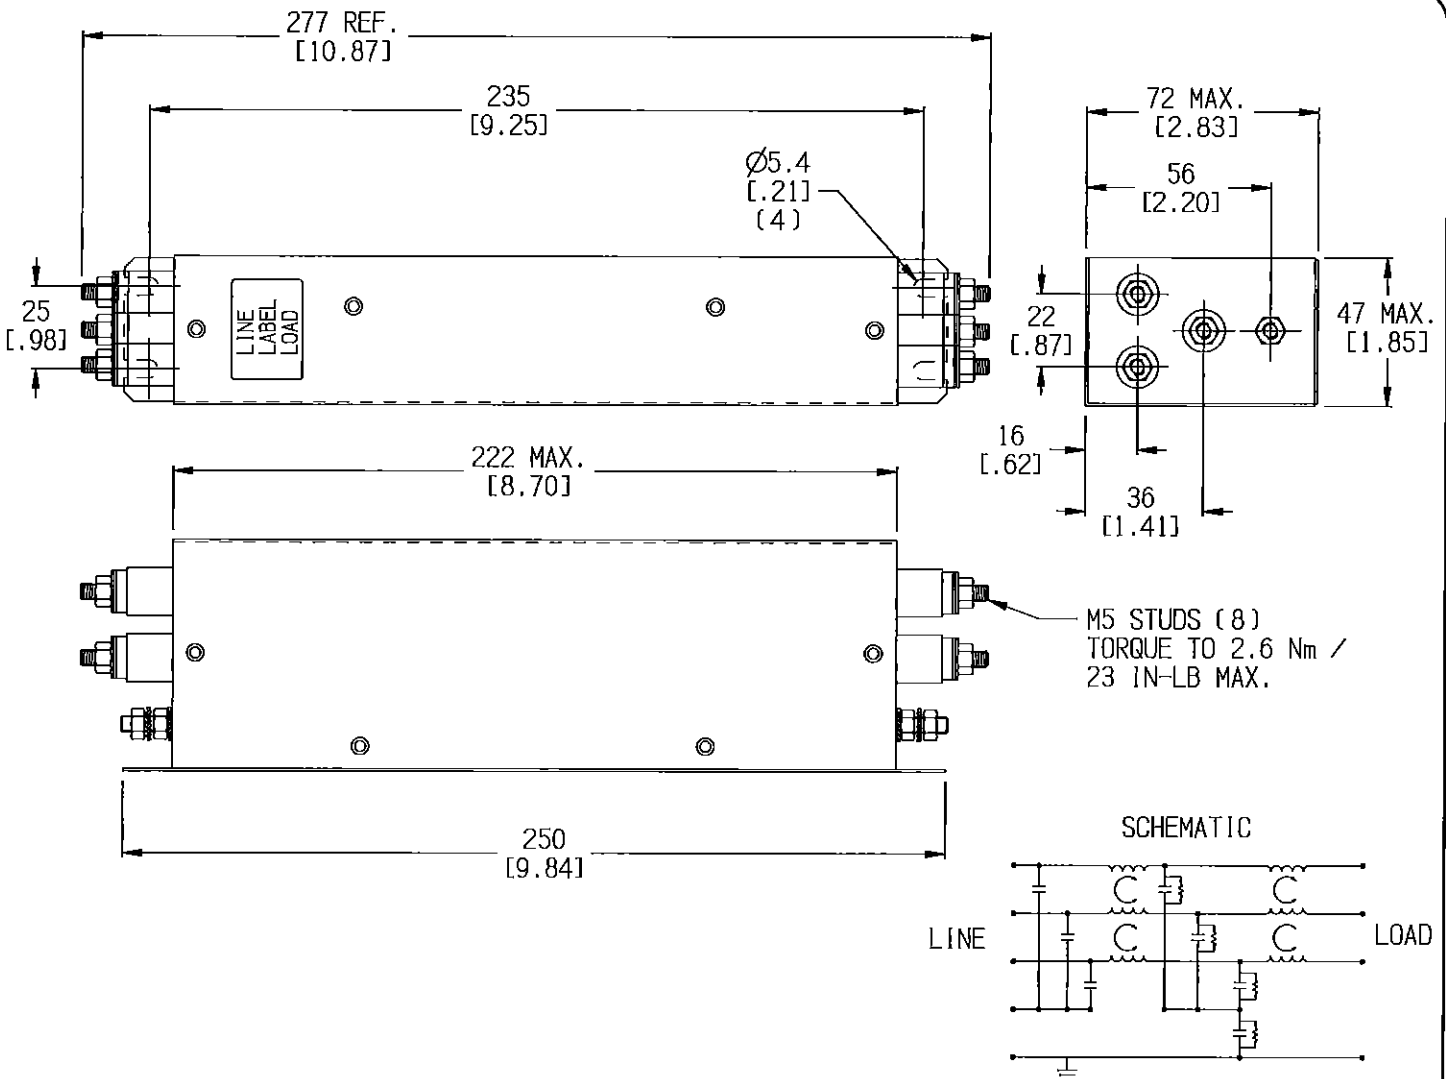 277 REF.
[10.87]
235
[9.25]
72 MAX.
[2.83]
Ø5.4
[.21]
(4)
56
[2.20]
25
[.98]
LINE
LABEL
LOAD
22
[.87]
47 MAX.
[1.85]
16
[.62]
36
[1.41]
222 MAX.
[8.70]
M5 STUDS (8)
TORQUE TO 2.6 Nm /
23 IN-LB MAX.
250
[9.84]
SCHEMATIC
LINE
LOAD